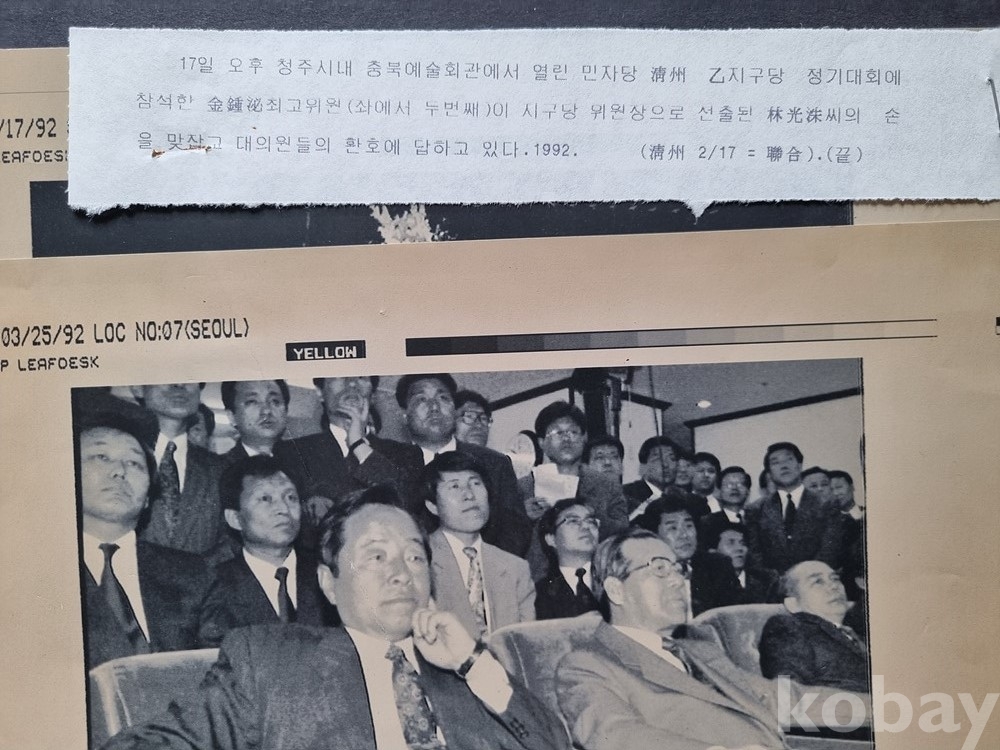 17일 오후 청주시내 충북예술회관에서 열린 민자당 淸州 乙지구당 정기대회에
참석한 金鍾泌최고위원(좌에서 두번째)이 지구당 위원장으로 선출된 林光洙씨의 손
을 맞잡고 대의원들의 환호에 답하고 있다.1992. (淸州 2/17 = 聯合).(끝)
/17/92
LEAFDESK
03/25/92 LOC NO:07(SEOUL)
YELLOW
P LEAFDESK
kobay